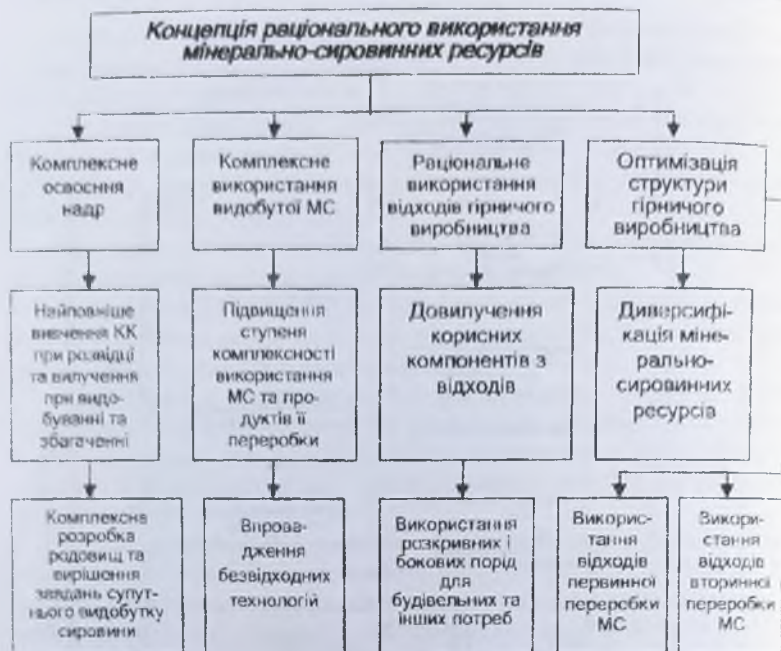 Концепція раціонального використання
мінерально-сировинних ресурсів
Комплексне
освоєння
надр
Комплексне
використання
видобутої МС
Раціональне
використання
відходів гірничого
виробництва
Оптимізація
структури
гірничого
виробництва
Найповніше
вивчення КК
при розвідці
та вилучення
при видо-
буванні та
збагаченні
Підвищення
ступеня
комплексності
використання
МС та про-
дуктів її
переробки
Довилучення
корисних
компонентів з
відходів
Диверсифі-
кація міне-
рально-
сировинних
ресурсів
Комплексна
розробка
родовищ та
вирішення
завдань супут-
нього видобутку
сировини
Впрова-
дження
безвідходних
технологій
Використання
розкривних і
бокових порід
для
будівельних та
інших потреб
Викорис-
тання
відходів
первинної
переробки
МС
Викори-
стання
відходів
вторинної
переробки
МС